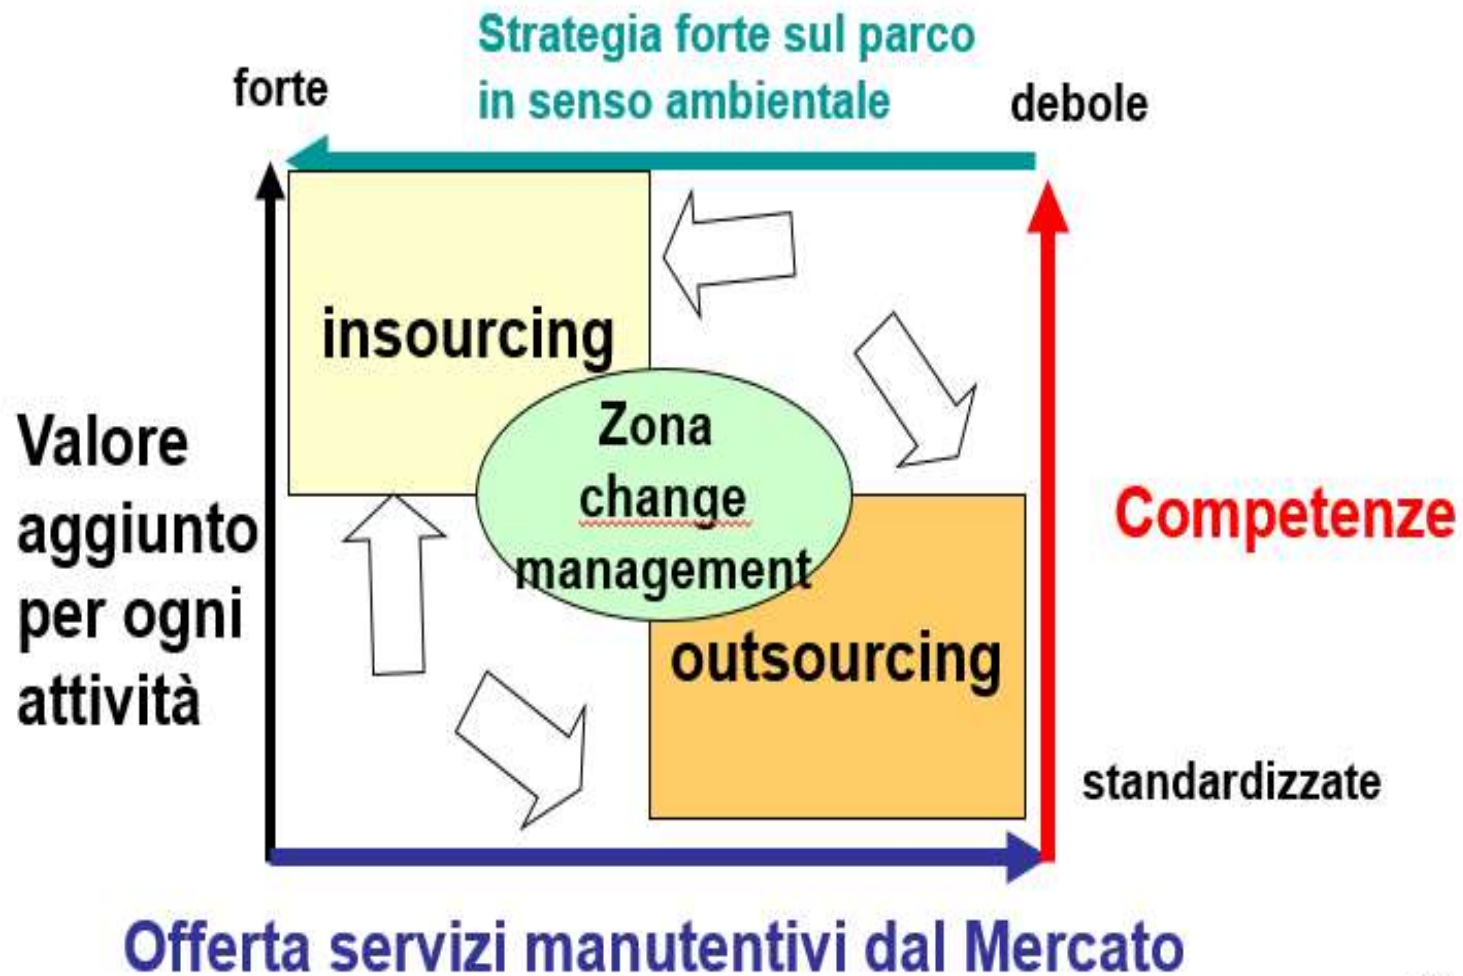 Strategia forte sul parco
in senso ambientale
forte
debole
insourcing
Zona
change
management
outsourcing
Valore
aggiunto
per ogni
attività
Competenze
standardizzate
Offerta servizi manutentivi dal Mercato